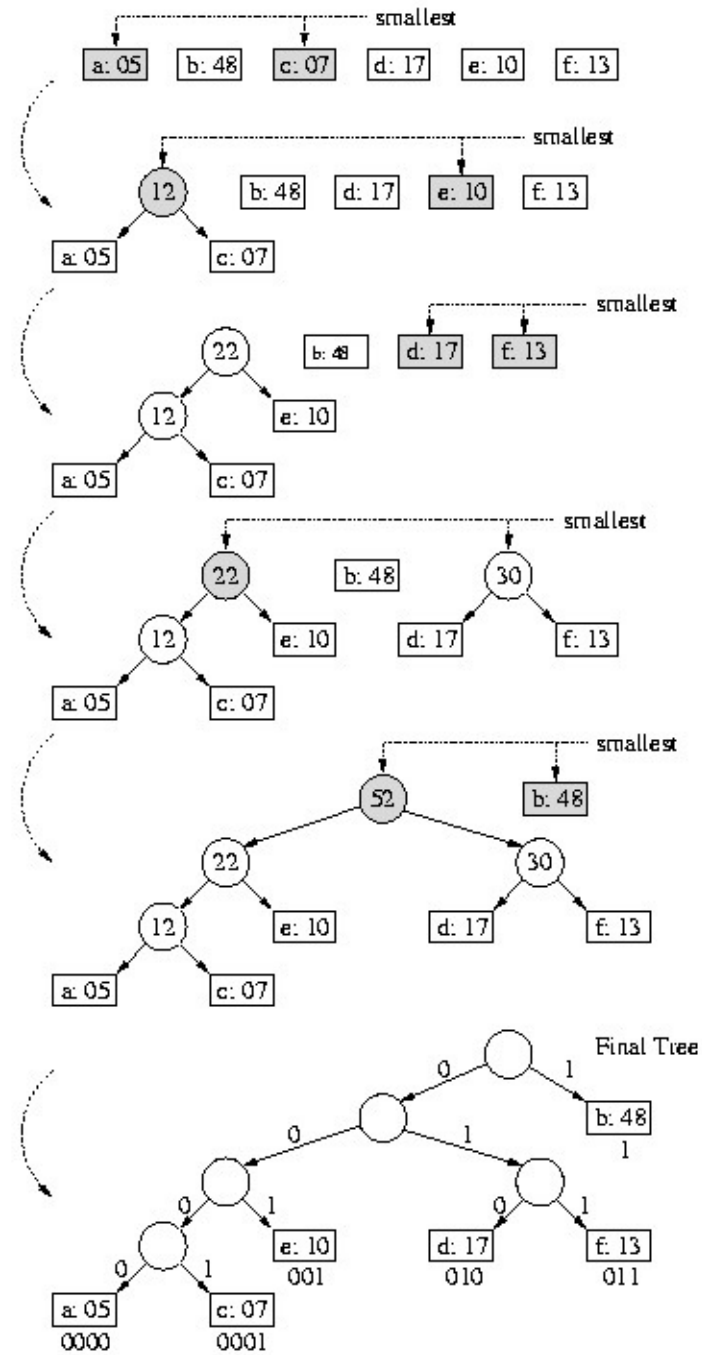 smallest
a: 05 b: 48 c: 07 d: 17 e: 10 f: 13
smallest
12 b: 48 d: 17 e: 10 f: 13
a: 05 c: 07
smallest
22 b: 48 d: 17 f: 13
12 e: 10
a: 05 c: 07
smallest
22 b: 48 30
12 e: 10 d: 17 f: 13
a: 05 c: 07
smallest
52 b: 48
22 30
12 e: 10 d: 17 f: 13
a: 05 c: 07
Final Tree
0 1
b: 48
0 1 1
0 1 0 1
e: 10 d: 17 f: 13
0 1 001 010 011
a: 05 c: 07
0000 0001